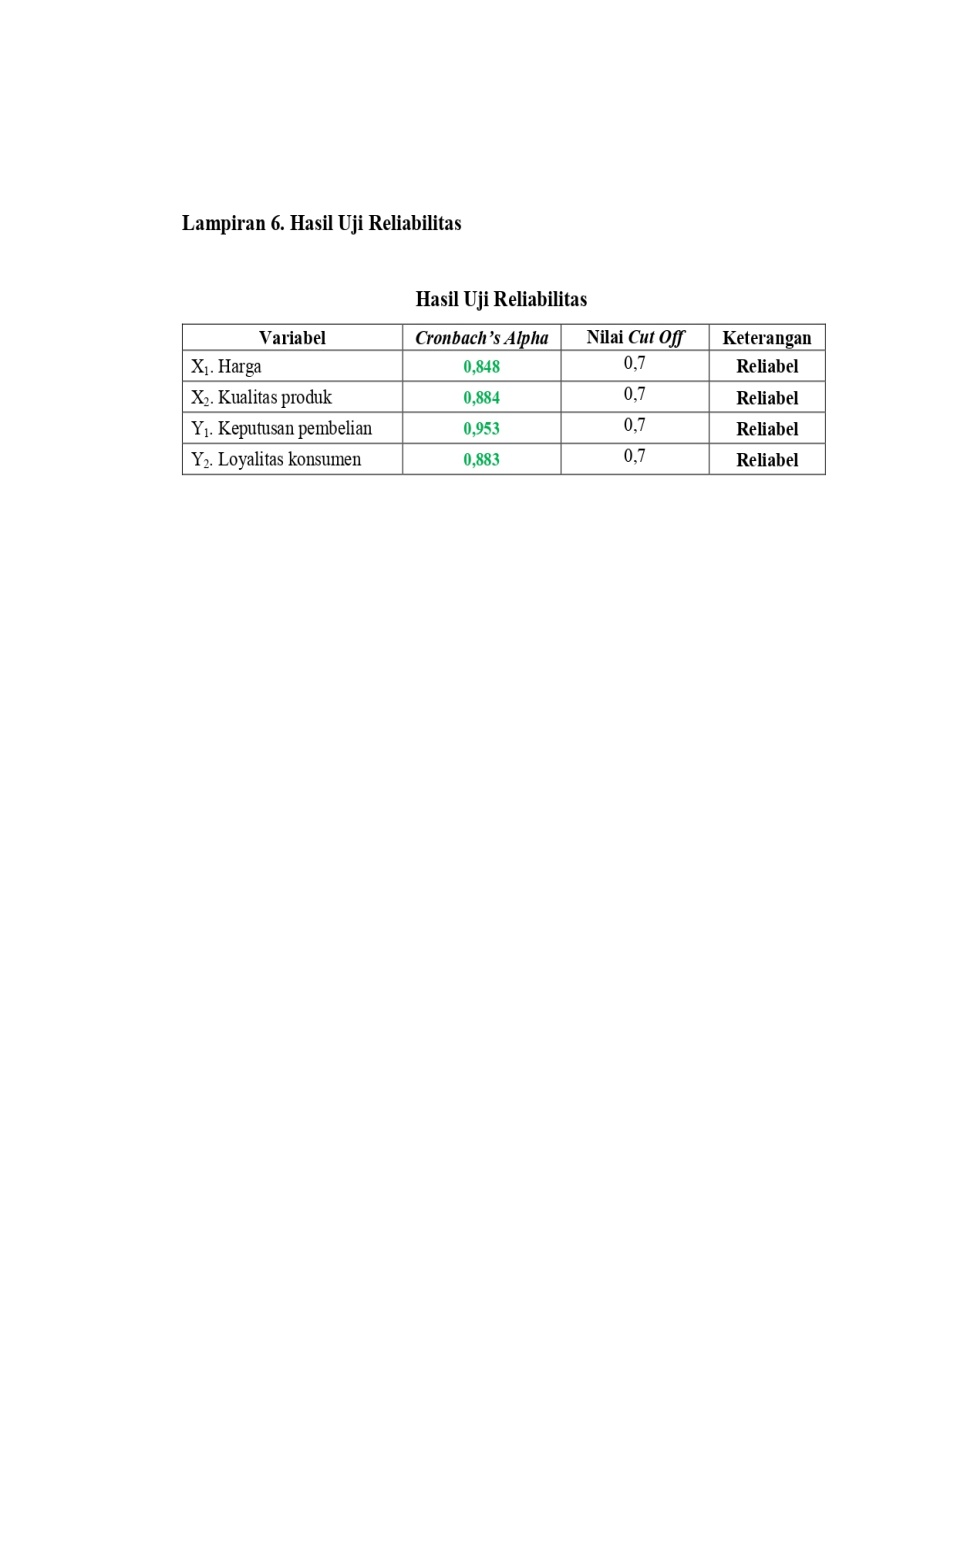 Lampiran 6. Hasil Uji Reliabilitas
Hasil Uji Reliabilitas
Variabel Cronbach’s Alpha Nilai Cut Off Keterangan
X₁. Harga 0,848 0,7 Reliabel
X₂. Kualitas produk 0,884 0,7 Reliabel
Y₁. Keputusan pembelian 0,953 0,7 Reliabel
Y₂. Loyalitas konsumen 0,883 0,7 Reliabel